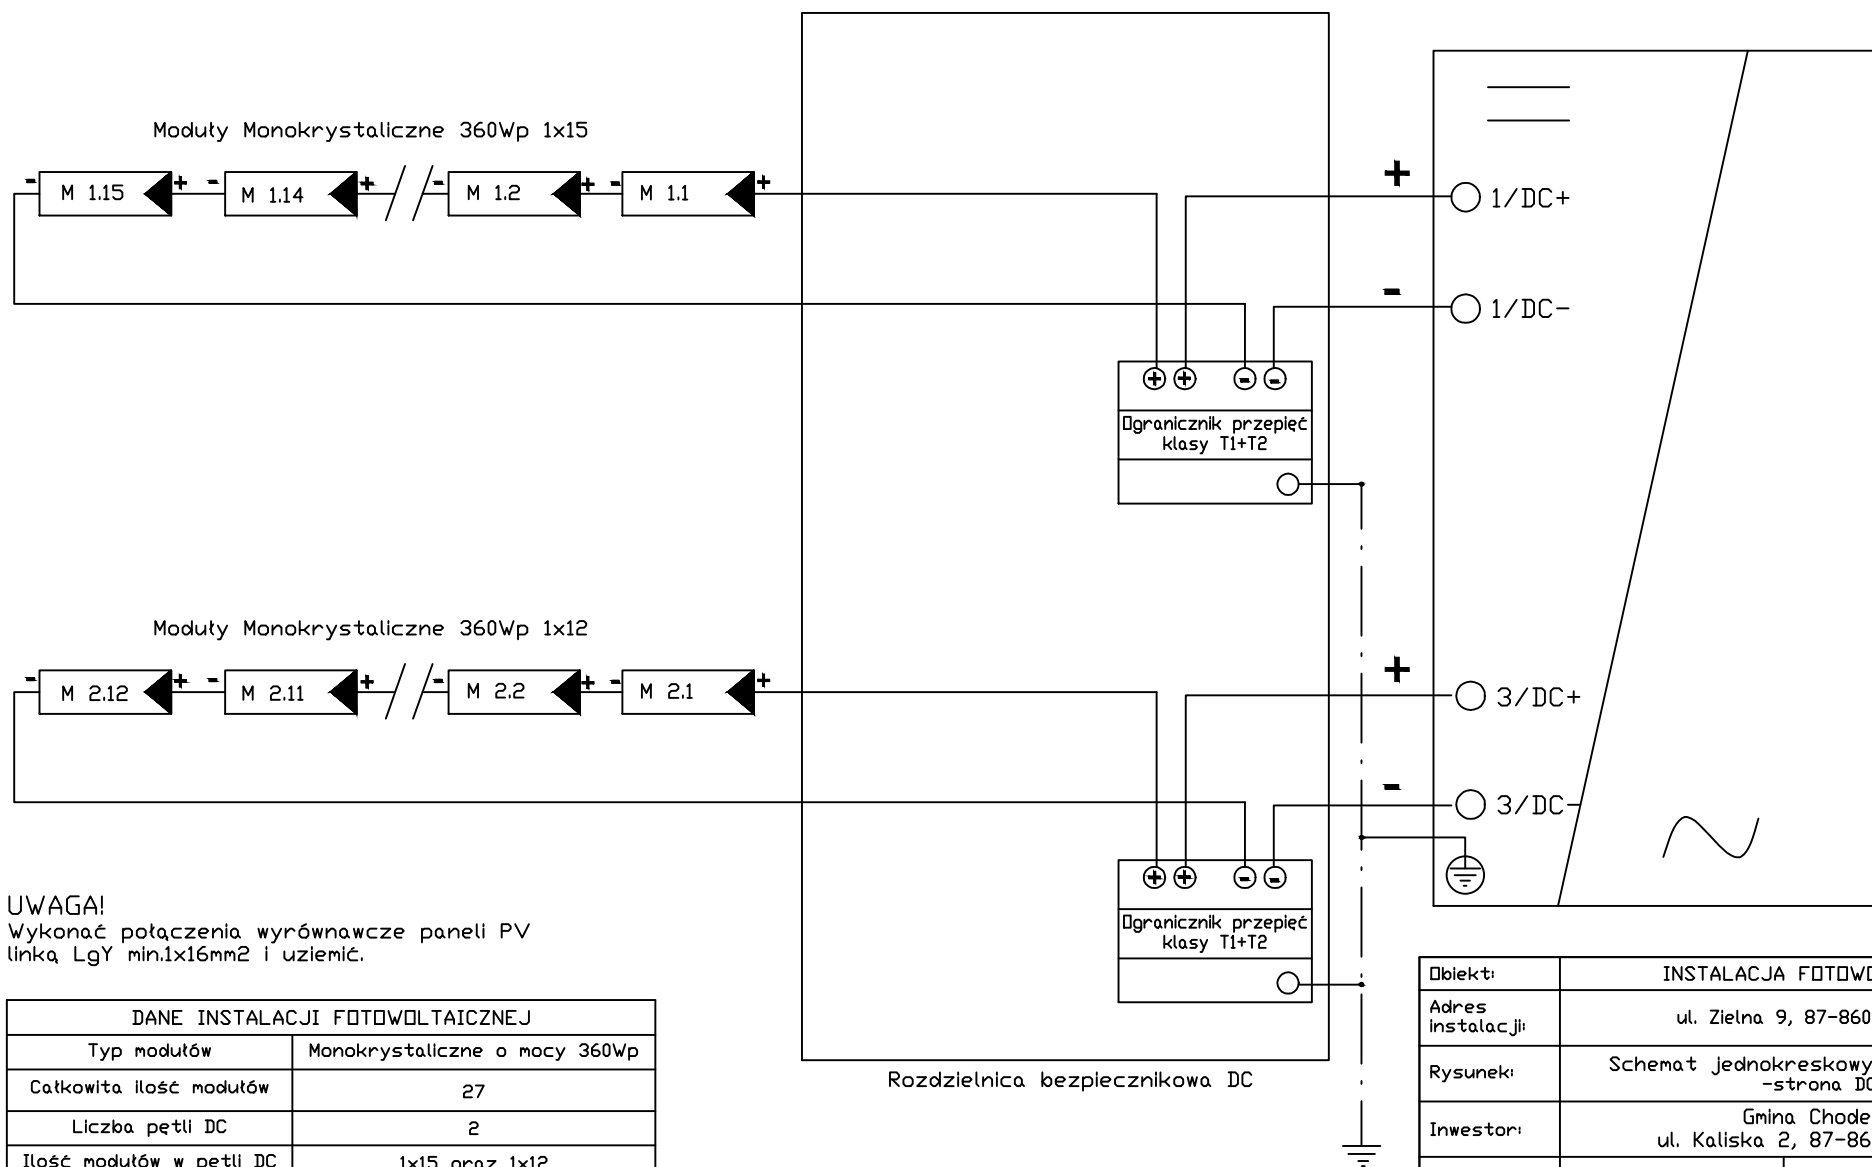 Moduły Monokrystaliczne 360Wp 1x15
- M 1.15 + - M 1.14 + - M 1.2 + - M 1.1 +
+
1/DC+
-
1/DC-
+ + - -
Ogranicznik przepięć
klasy T1+T2
Moduły Monokrystaliczne 360Wp 1x12
- M 2.12 + - M 2.11 + - M 2.2 + - M 2.1 +
+
3/DC+
-
3/DC-
+ + - -
Ogranicznik przepięć
klasy T1+T2
Rozdzielnica bezpiecznikowa DC
UWAGA!
Wykonać połączenia wyrównawcze paneli PV
linką LgY min.1x16mm2 i uziemić.
DANE INSTALACJI FOTOWOLTAICZNEJ
Typ modułów Monokrystaliczne o mocy 360Wp
Całkowita ilość modułów 27
Liczba pętli DC 2
Ilość modułów w pętli DC 1x15 oraz 1x12
Obiekt: INSTALACJA FOTOWO
Adres
instalacji: ul. Zielna 9, 87-860
Rysunek: Schemat jednokreskowy
-strona DC
Inwestor: Gmina Chode
ul. Kaliska 2, 87-86